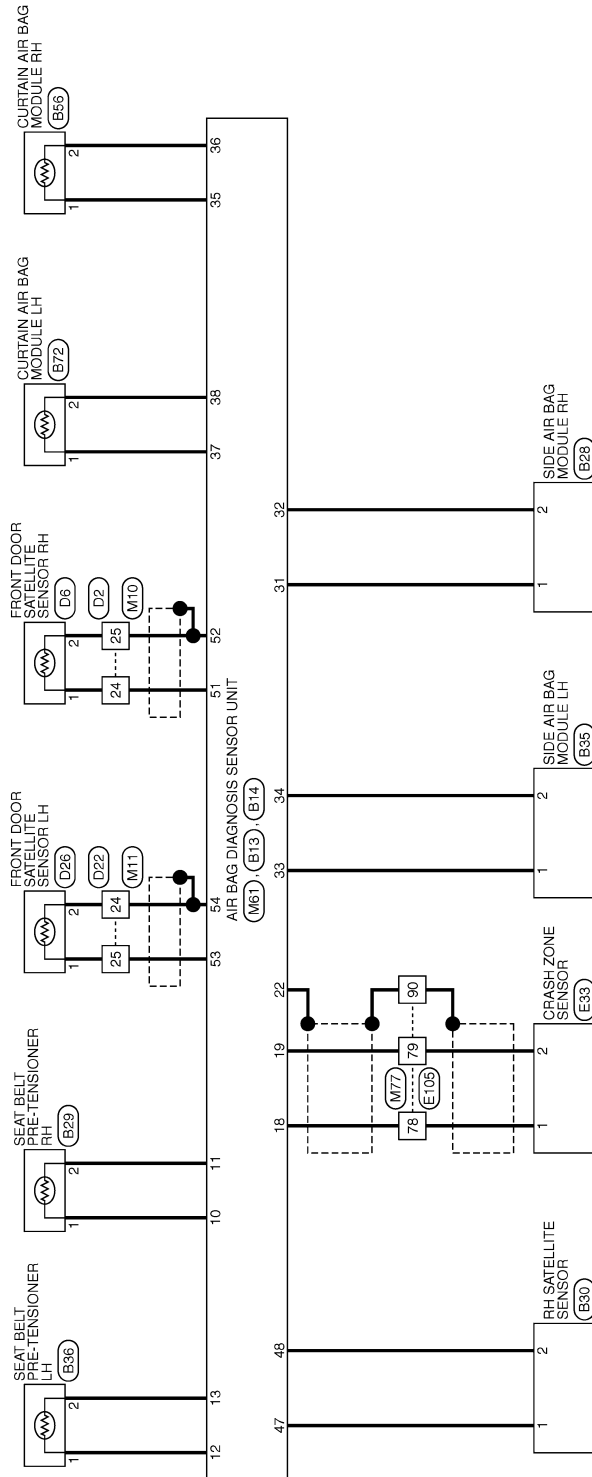 SEAT BELT
PRE-TENSIONER
LH
B36
1
2
12
13
SEAT BELT
PRE-TENSIONER
RH
B29
1
2
10
11
FRONT DOOR
SATELLITE
SENSOR LH
D26
D22
M11
1
2
25
24
53
54
FRONT DOOR
SATELLITE
SENSOR RH
D6
D2
M10
1
2
24
25
51
52
CURTAIN AIR BAG
MODULE LH
B72
1
2
37
38
CURTAIN AIR BAG
MODULE RH
B56
1
2
35
36
AIR BAG DIAGNOSIS SENSOR UNIT
M61 , B13 , B14
47
48
1
2
RH SATELLITE
SENSOR
B30
18
19
22
78
79
90
M77
E105
1
2
CRASH ZONE
SENSOR
E33
33
34
1
2
SIDE AIR BAG
MODULE LH
B35
31
32
1
2
SIDE AIR BAG
MODULE RH
B28